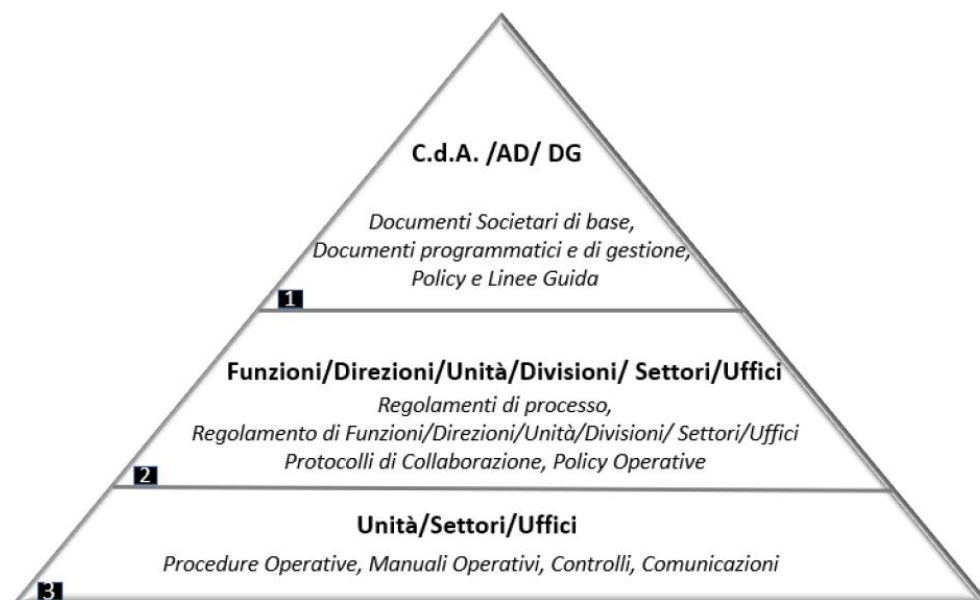 C.d.A. /AD/ DG
Documenti Societari di base,
Documenti programmatici e di gestione,
Policy e Linee Guida
1
Funzioni/Direzioni/Unità/Divisioni/ Settori/Uffici
Regolamenti di processo,
Regolamento di Funzioni/Direzioni/Unità/Divisioni/ Settori/Uffici
Protocolli di Collaborazione, Policy Operative
2
Unità/Settori/Uffici
Procedure Operative, Manuali Operativi, Controlli, Comunicazioni
3